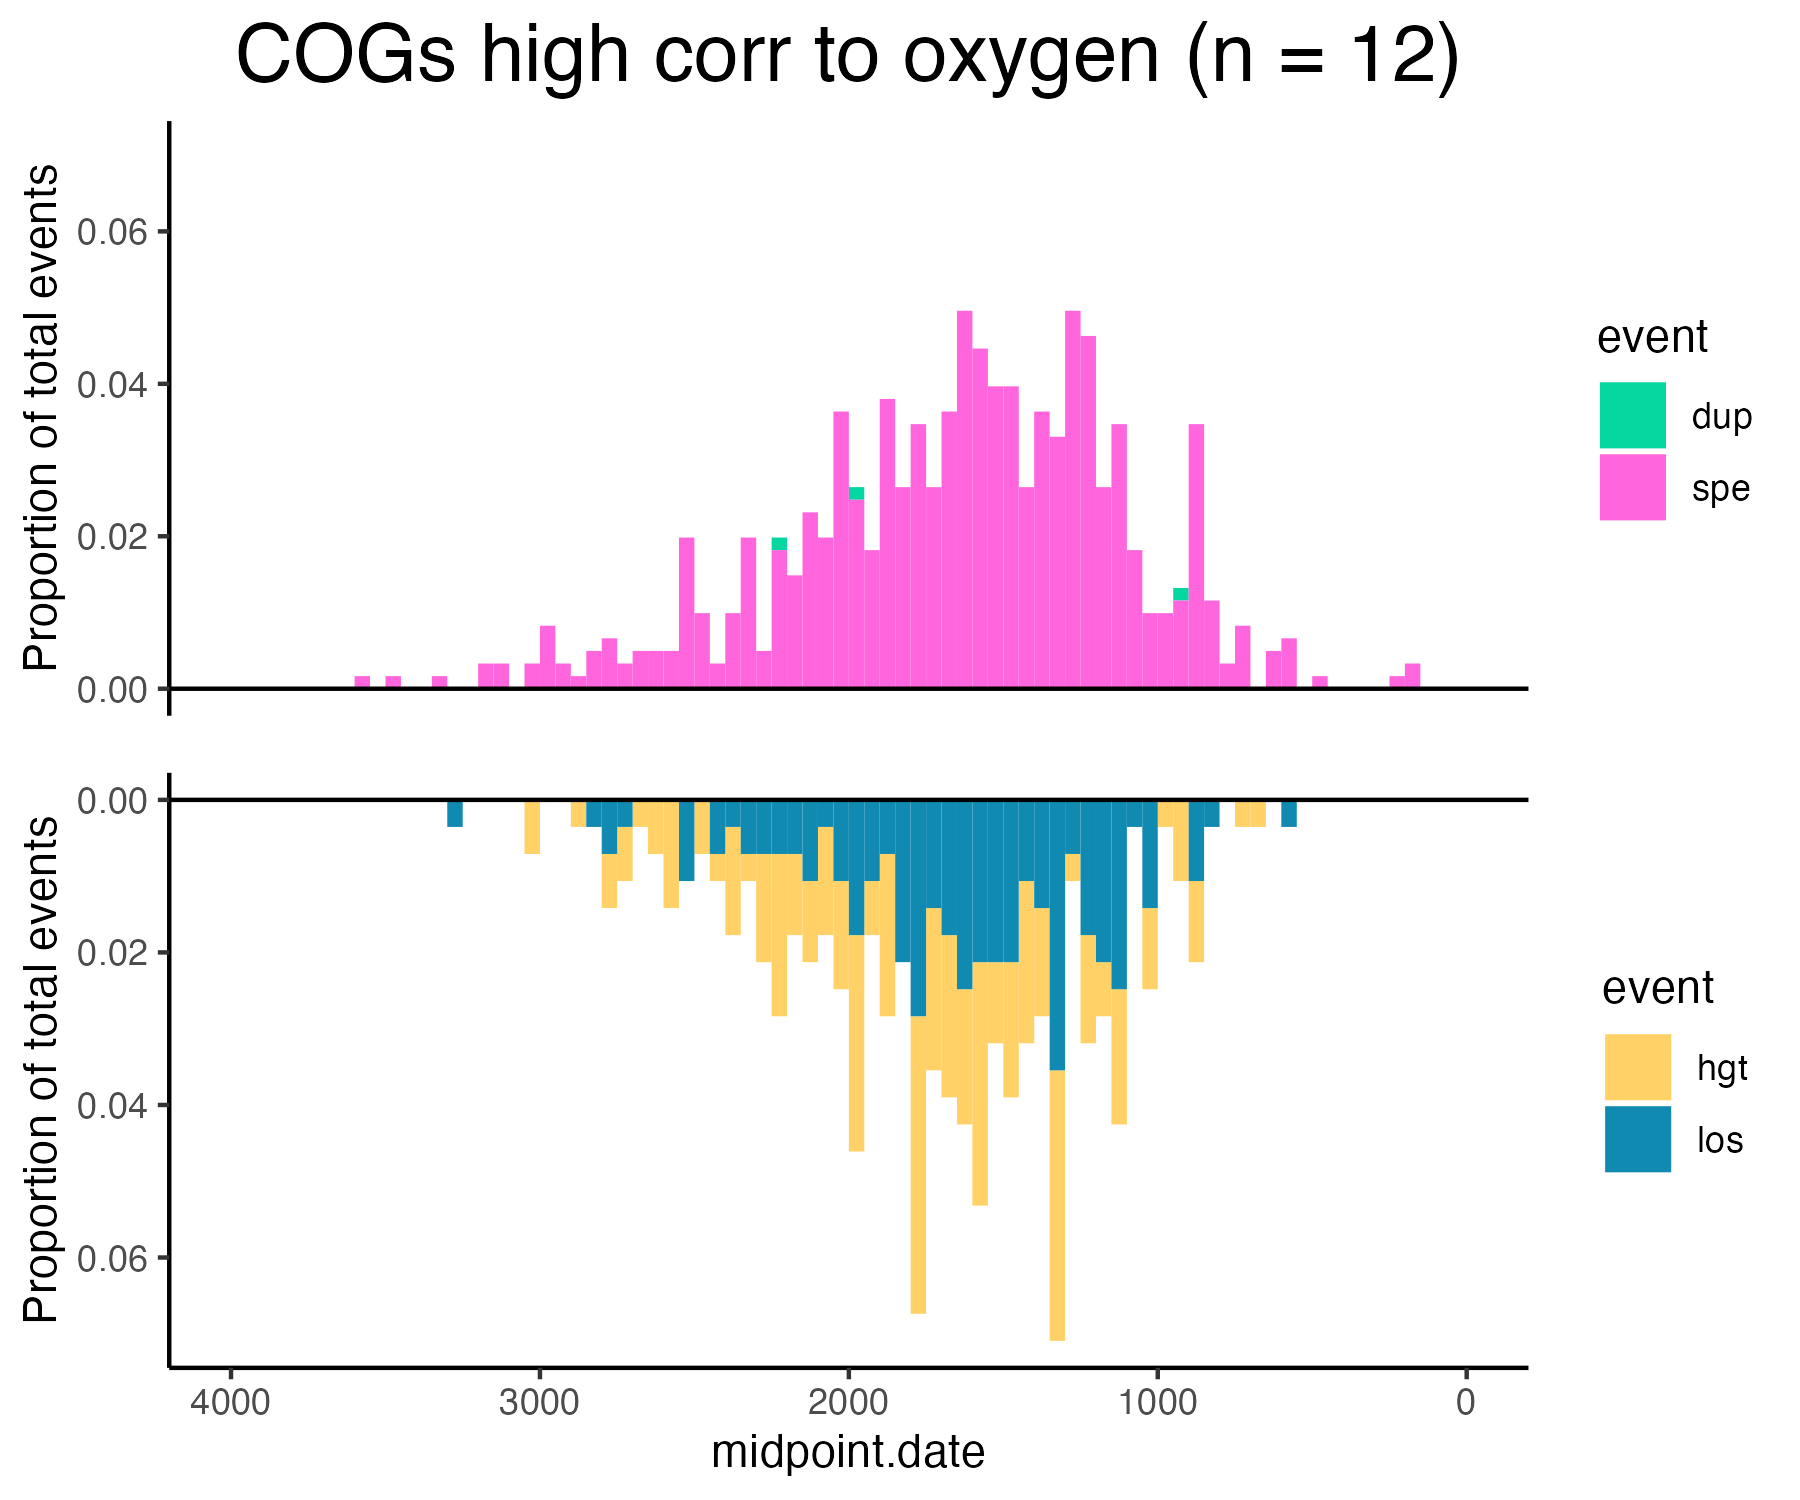 COGs high corr to oxygen (n = 12)
Proportion of total events
0.06
0.04
0.02
0.00
event
dup
spe
Proportion of total events
0.00
0.02
0.04
0.06
event
hgt
los
4000 3000 2000 1000 0
midpoint.date